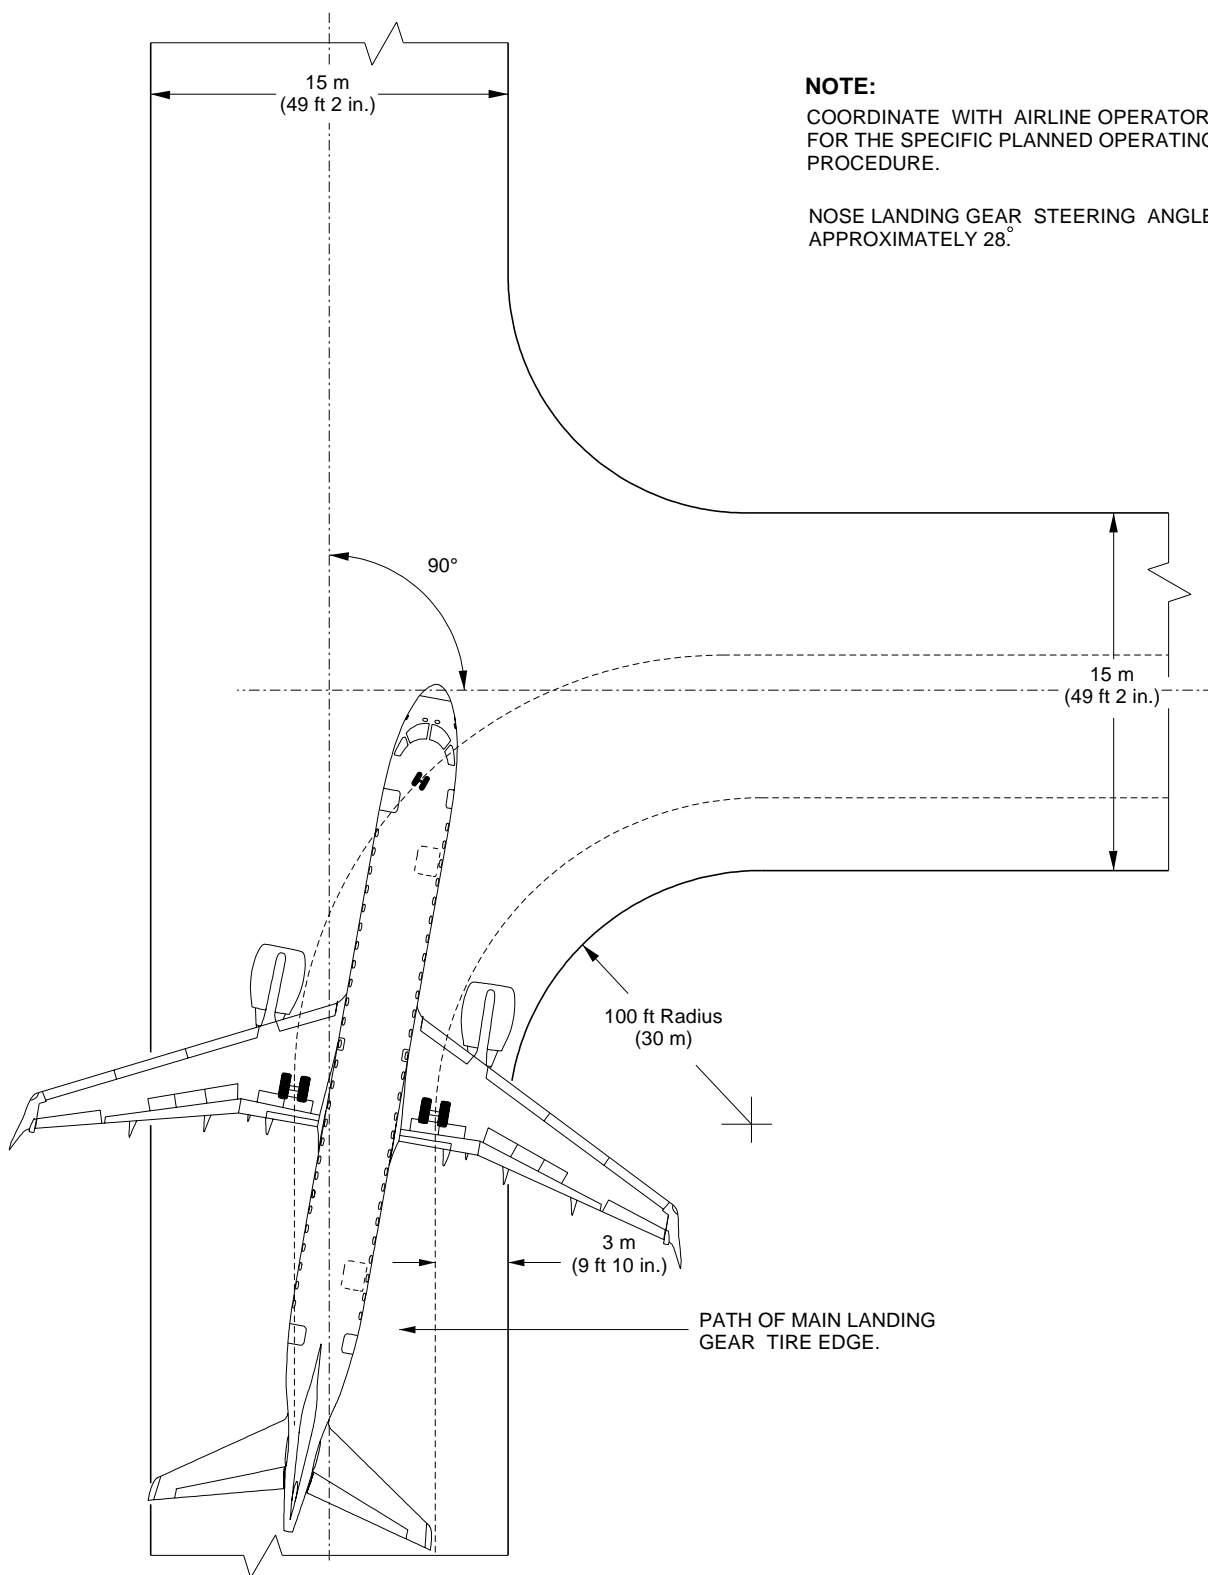 15 m
(49 ft 2 in.)
NOTE:
COORDINATE WITH AIRLINE OPERATOR
FOR THE SPECIFIC PLANNED OPERATING
PROCEDURE.
NOSE LANDING GEAR STEERING ANGLE
APPROXIMATELY 28°.
90°
15 m
(49 ft 2 in.)
100 ft Radius
(30 m)
3 m
(9 ft 10 in.)
PATH OF MAIN LANDING
GEAR TIRE EDGE.